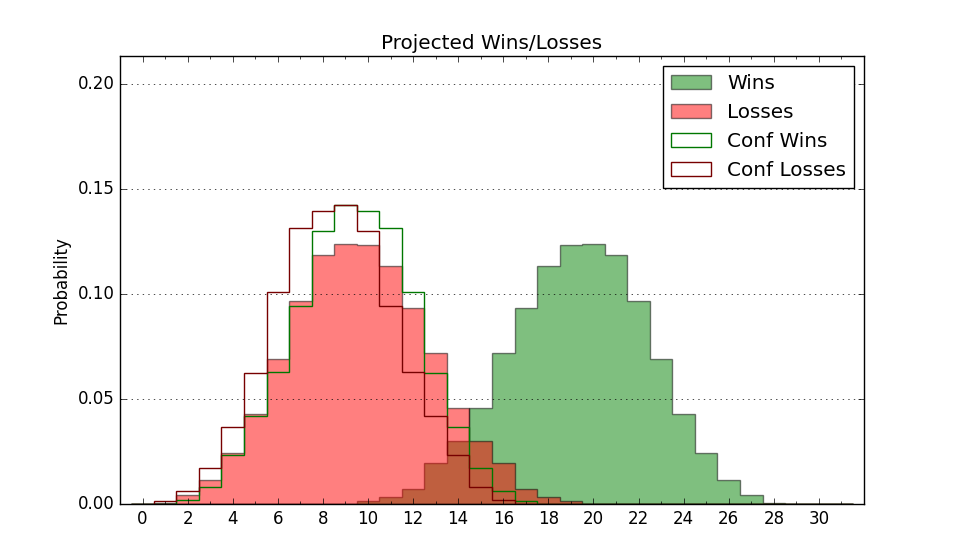 Projected Wins/Losses
Wins
Losses
Conf Wins
Conf Losses
Probability
0.20
0.15
0.10
0.05
0.00
0 2 4 6 8 10 12 14 16 18 20 22 24 26 28 30